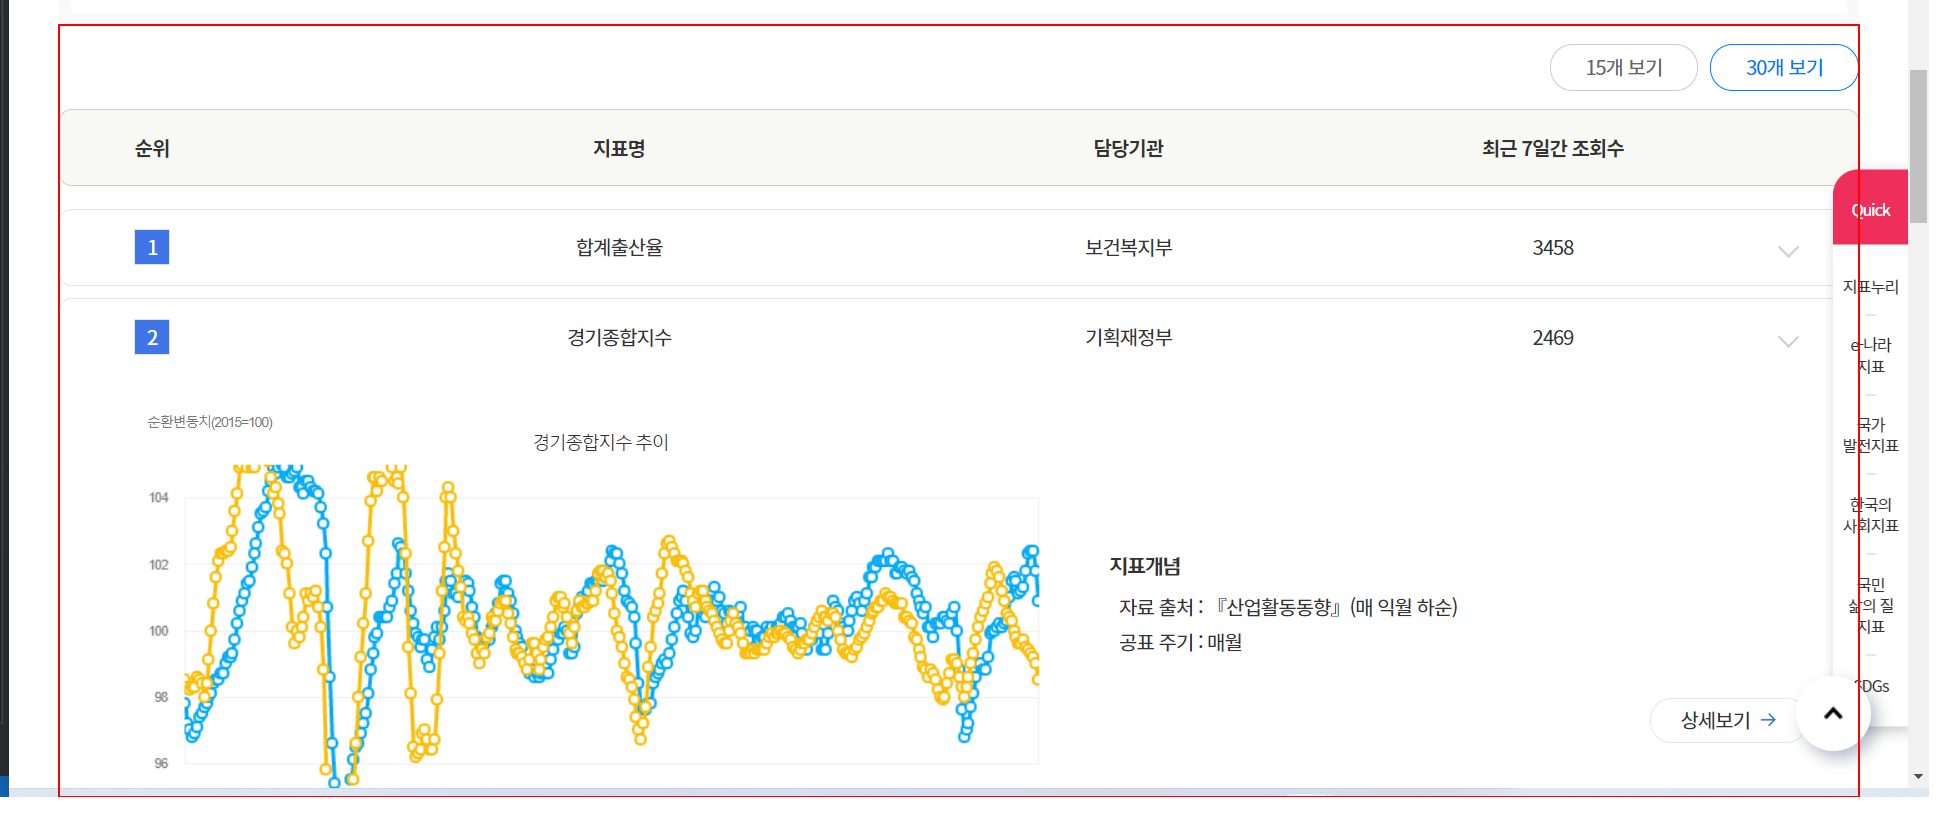 15개 보기
30개 보기
순위 지표명 담당기관 최근 7일간 조회수
1 합계출산율 보건복지부 3458
2 경기종합지수 기획재정부 2469
순환변동치(2015=100)
경기종합지수 추이
104
102
100
98
96
지표개념
자료 출처 : 『산업활동동향』(매 익월 하순)
공표 주기 : 매월
상세보기 →
Quick
지표누리
e-나라
지표
국가
발전지표
한국의
사회지표
국민
삶의 질
지표
SDGs